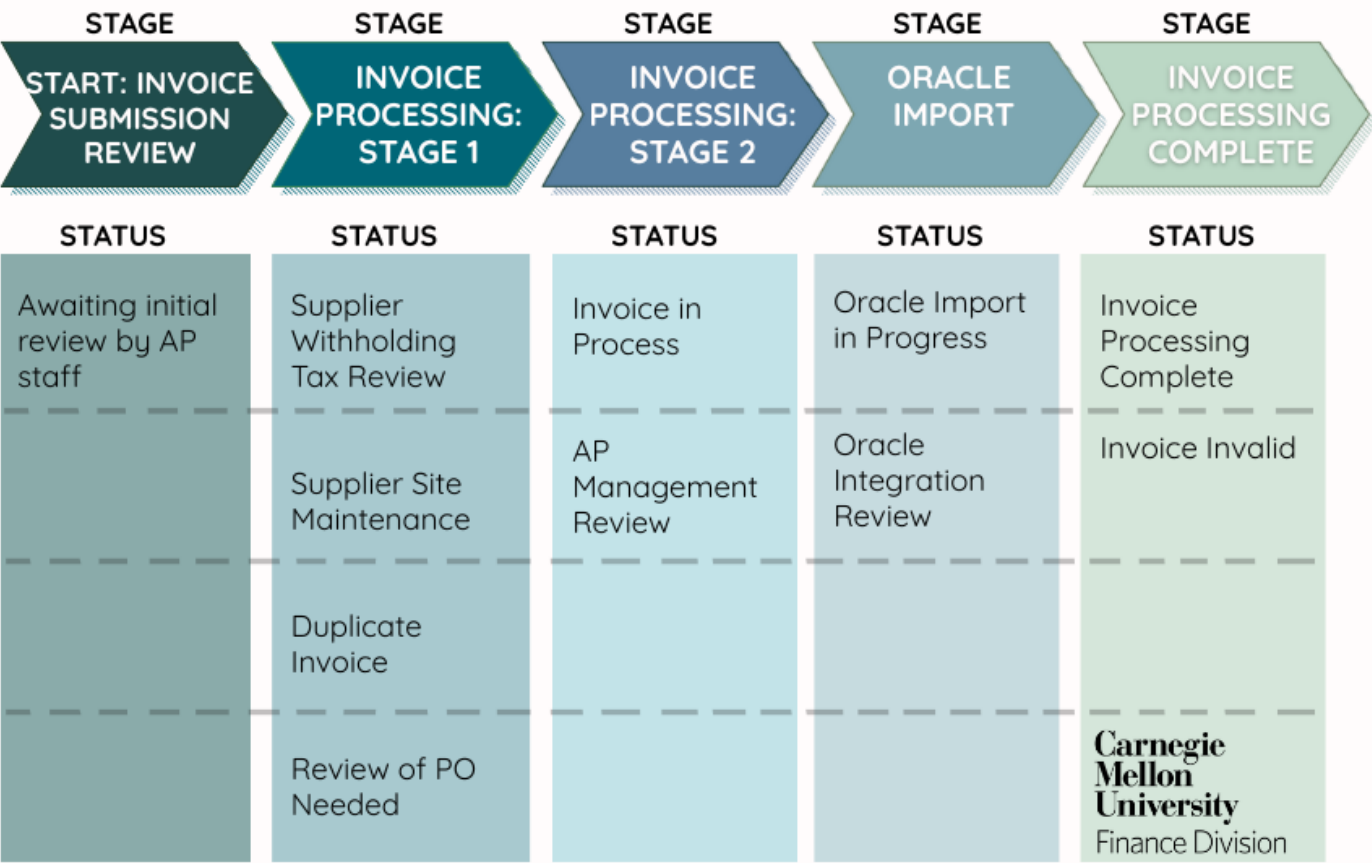 STAGE
START: INVOICE
SUBMISSION
REVIEW
STAGE
INVOICE
PROCESSING:
STAGE 1
STAGE
INVOICE
PROCESSING:
STAGE 2
STAGE
ORACLE
IMPORT
STAGE
INVOICE
PROCESSING
COMPLETE
STATUS
Awaiting initial
review by AP
staff
STATUS
Supplier
Withholding
Tax Review
Supplier Site
Maintenance
Duplicate
Invoice
Review of PO
Needed
STATUS
Invoice in
Process
AP
Management
Review
STATUS
Oracle Import
in Progress
Oracle
Integration
Review
STATUS
Invoice
Processing
Complete
Invoice Invalid
Carnegie
Mellon
University
Finance Division